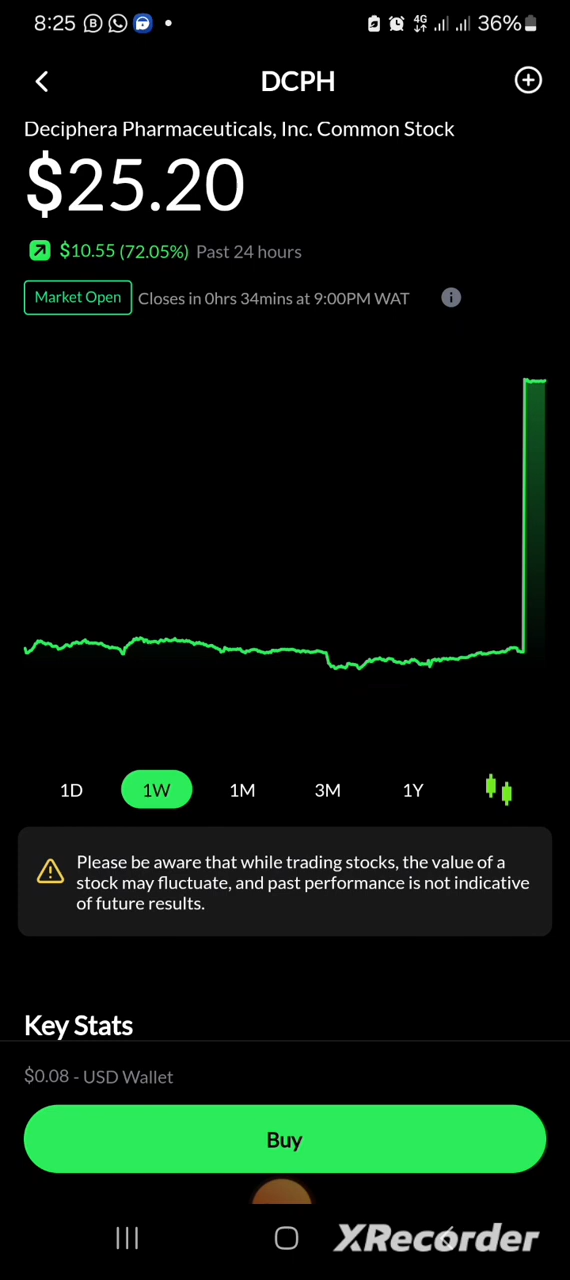 8:25 4G 36%
DCPH
Deciphera Pharmaceuticals, Inc. Common Stock
$25.20
$10.55 (72.05%) Past 24 hours
Market Open Closes in 0hrs 34mins at 9:00PM WAT
1D 1W 1M 3M 1Y
Please be aware that while trading stocks, the value of a
stock may fluctuate, and past performance is not indicative
of future results.
Key Stats
$0.08 - USD Wallet
Buy
XRecorder